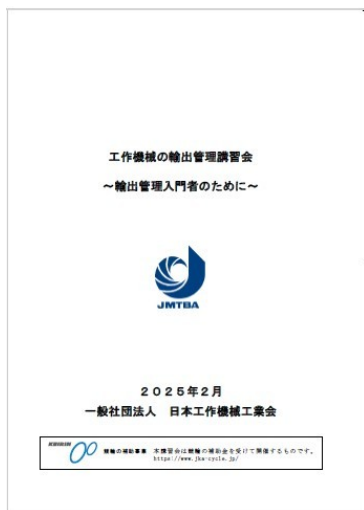 工作機械の輸出管理講習会
～輸出管理入門者のために～
JMTBA
２０２５年２月
一般社団法人　日本工作機械工業会
KEIRIN
競輪の補助事業　本講習会は競輪の補助金を受けて開催するものです。
https://www.jka-cycle.jp/